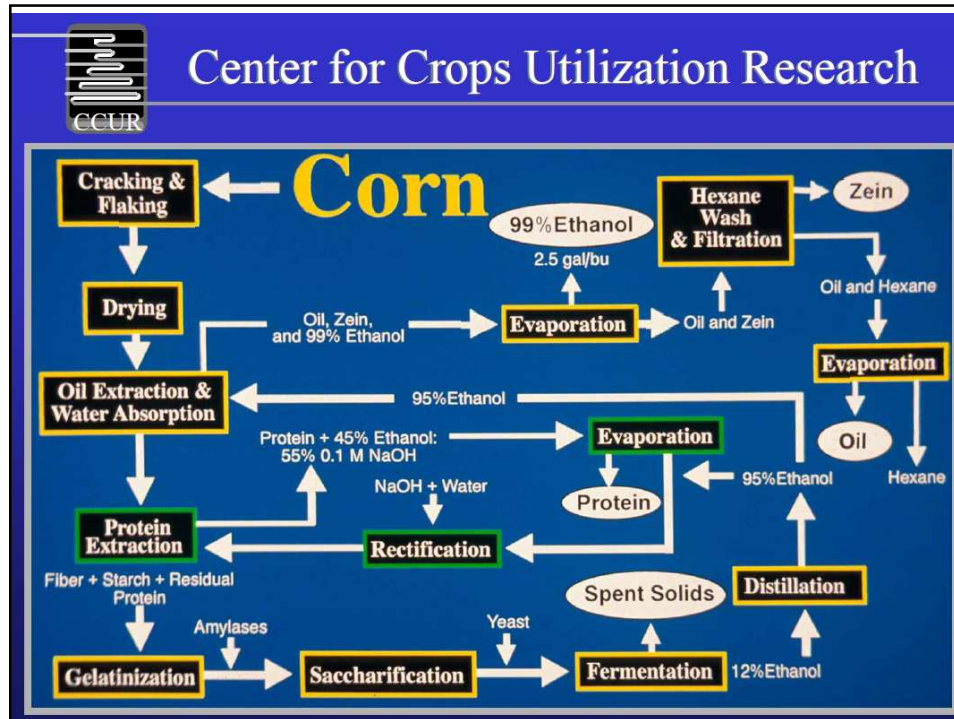 Center for Crops Utilization Research
CCUR
Corn
Cracking &
Flaking
Drying
Oil Extraction &
Water Absorption
Oil, Zein,
and 99% Ethanol
Evaporation
99%Ethanol
2.5 gal/bu
Oil and Zein
Hexane
Wash
& Filtration
Zein
Oil and Hexane
Evaporation
Oil
Hexane
95%Ethanol
Protein + 45% Ethanol:
55% 0.1 M NaOH
Evaporation
Protein
95%Ethanol
NaOH + Water
Protein
Extraction
Rectification
Fiber + Starch + Residual
Protein
Gelatinization
Amylases
Saccharification
Yeast
Fermentation
Spent Solids
12%Ethanol
Distillation